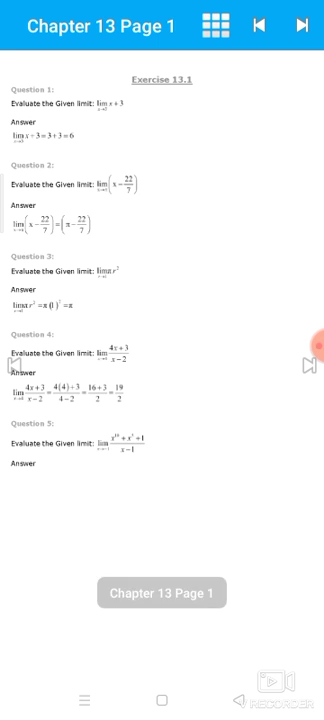 Chapter 13 Page 1
Exercise 13.1
Question 1:
Evaluate the Given limit: lim x→3 x + 3
Answer
lim x→3 x + 3 = 3 + 3 = 6
Question 2:
Evaluate the Given limit: lim x→π (x − 22/7)
Answer
lim x→π (x − 22/7) = (π − 22/7)
Question 3:
Evaluate the Given limit: lim r→1 πr²
Answer
lim r→1 πr² = π (1)² = π
Question 4:
Evaluate the Given limit: lim x→4 (4x + 3)/(x − 2)
Answer
lim x→4 (4x + 3)/(x − 2) = (4(4) + 3)/(4 − 2) = (16 + 3)/2 = 19/2
Question 5:
Evaluate the Given limit: lim x→−1 (x¹⁰ + x⁵ + 1)/(x − 1)
Answer
Chapter 13 Page 1
RECORDER